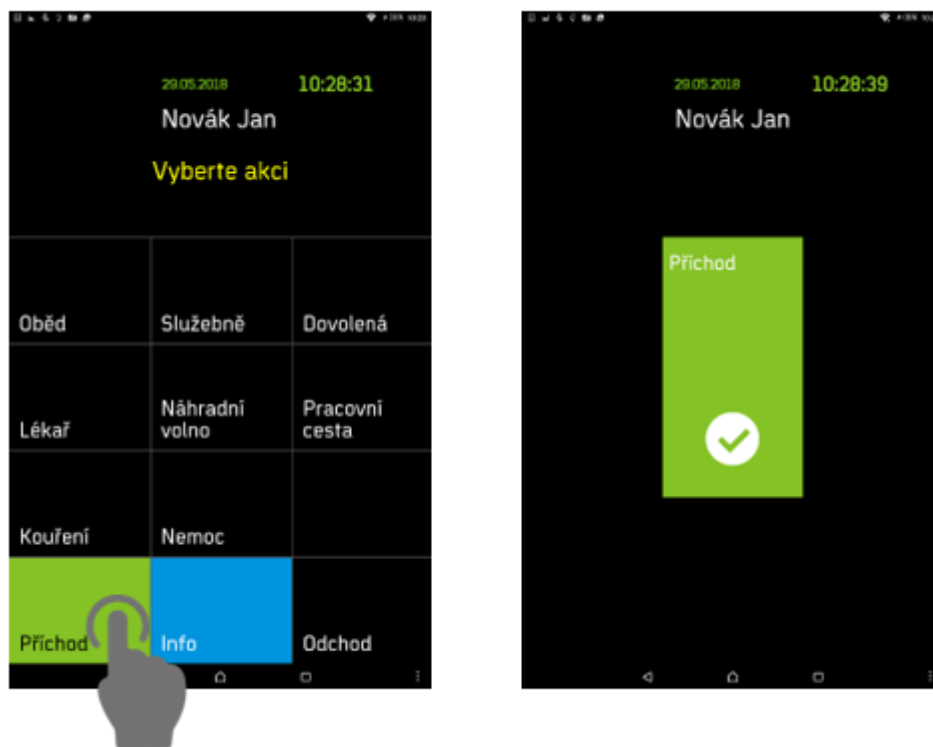 29.05.2018 10:28:31
Novák Jan
Vyberte akci
Oběd Služebně Dovolená
Lékař Náhradní volno Pracovní cesta
Kouření Nemoc
Příchod Info Odchod
29.05.2018 10:28:39
Novák Jan
Příchod